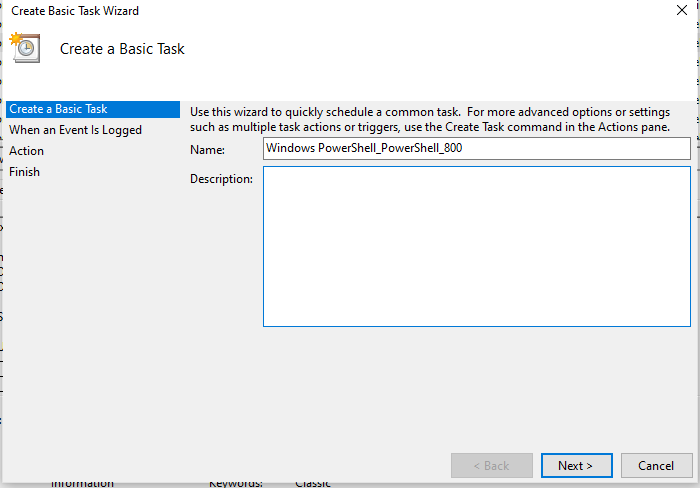 Create Basic Task Wizard
Create a Basic Task
Create a Basic Task
When an Event Is Logged
Action
Finish
Use this wizard to quickly schedule a common task.  For more advanced options or settings
such as multiple task actions or triggers, use the Create Task command in the Actions pane.
Name:
Windows PowerShell_PowerShell_800
Description:
< Back
Next >
Cancel
Information
Keywords:
Classic